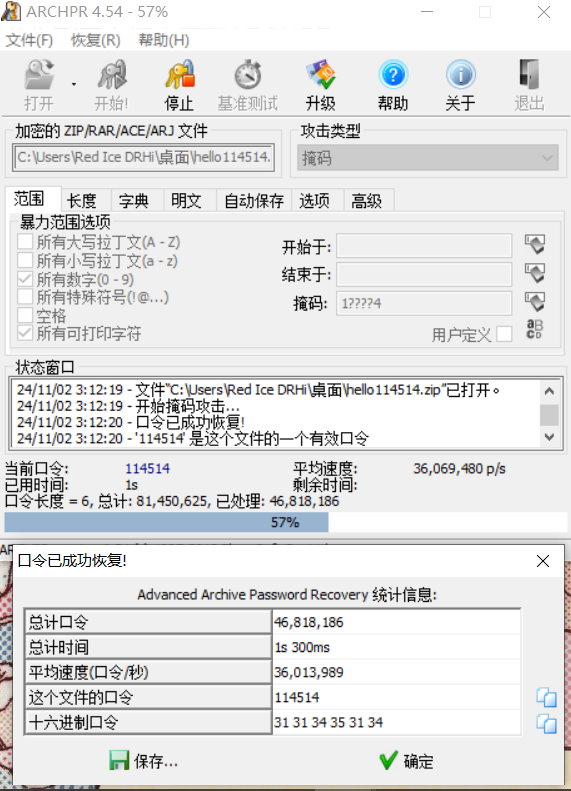 ARCHPR 4.54 - 57%
文件(F) 恢复(R) 帮助(H)
打开 开始! 停止 基准测试 升级 帮助 关于 退出
加密的 ZIP/RAR/ACE/ARJ 文件 攻击类型
C:\Users\Red Ice DRHi\桌面\hello114514. 掩码
范围 长度 字典 明文 自动保存 选项 高级
暴力范围选项
所有大写拉丁文(A - Z) 开始于:
所有小写拉丁文(a - z)
所有数字(0 - 9) 结束于:
所有特殊符号(!@...) 掩码: 1????4
空格
所有可打印字符 用户定义
状态窗口
24/11/02 3:12:19 - 文件“C:\Users\Red Ice DRHi\桌面\hello114514.zip”已打开。
24/11/02 3:12:19 - 开始掩码攻击...
24/11/02 3:12:20 - 口令已成功恢复!
24/11/02 3:12:20 - '114514' 是这个文件的一个有效口令
当前口令: 114514 平均速度: 36,069,480 p/s
已用时间: 1s 剩余时间:
口令长度 = 6, 总计: 81,450,625, 已处理: 46,818,186
57%
口令已成功恢复!
Advanced Archive Password Recovery 统计信息:
总计口令 46,818,186
总计时间 1s 300ms
平均速度(口令/秒) 36,013,989
这个文件的口令 114514
十六进制口令 31 31 34 35 31 34
保存... 确定